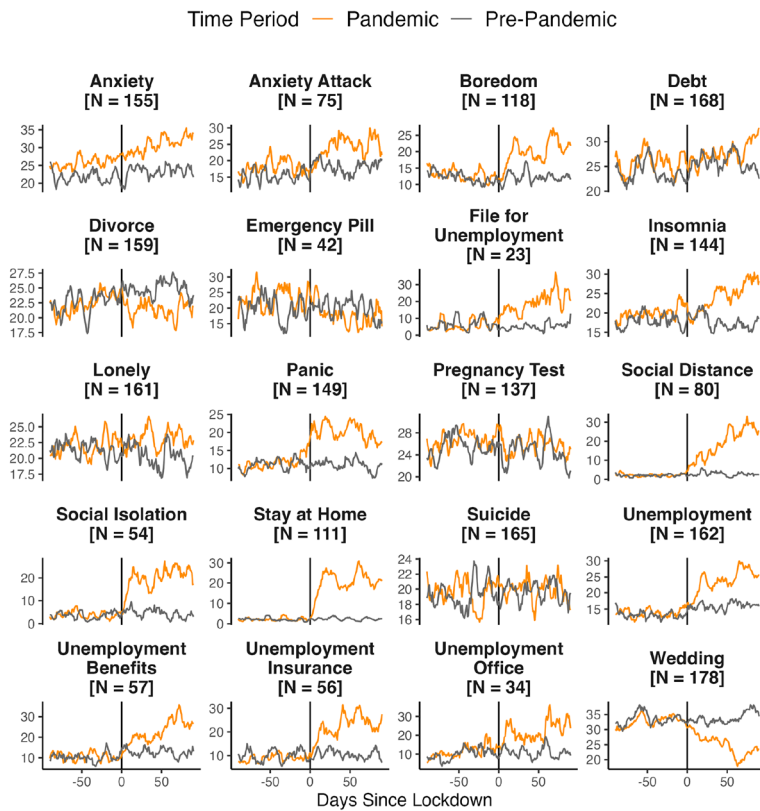 Time Period Pandemic Pre-Pandemic
Anxiety Anxiety Attack Boredom Debt
[N = 155] [N = 75] [N = 118] [N = 168]
35 30 25 30
30 25 20 25
25 20 15 20
20 15 10
Divorce Emergency Pill File for Unemployment Insomnia
[N = 159] [N = 42] [N = 23] [N = 144]
27.5 30 30 30
25.0 25 20 25
22.5 20 10 20
20.0 15 0 15
17.5
Lonely Panic Pregnancy Test Social Distance
[N = 161] [N = 149] [N = 137] [N = 80]
25.0 25 28 30
22.5 20 24 20
20.0 15 20 10
17.5 10 0
Social Isolation Stay at Home Suicide Unemployment
[N = 54] [N = 111] [N = 165] [N = 162]
20 30 24 30
10 20 22 25
0 10 20 20
0 18 15
16
Unemployment Benefits Unemployment Insurance Unemployment Office Wedding
[N = 57] [N = 56] [N = 34] [N = 178]
30 30 30 35
20 20 20 30
10 10 10 25
20
-50 0 50 -50 0 50 -50 0 50 -50 0 50
Days Since Lockdown